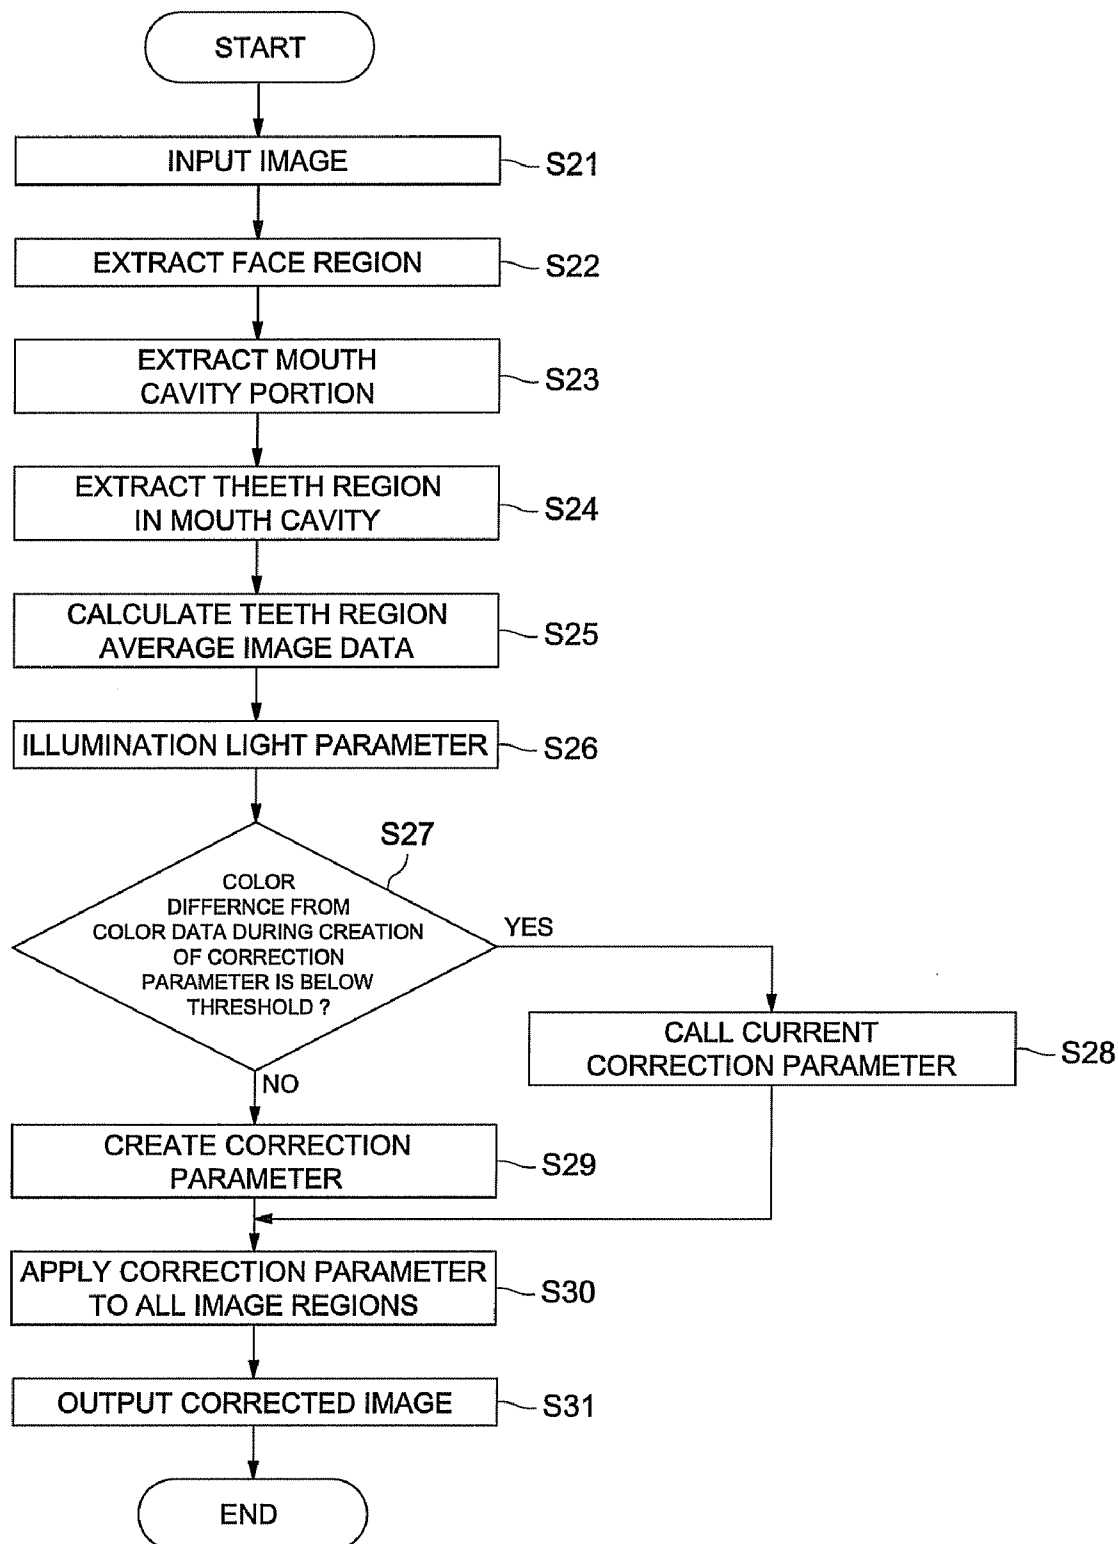 START
INPUT IMAGE
S21
EXTRACT FACE REGION
S22
EXTRACT MOUTH
CAVITY PORTION
S23
EXTRACT THEETH REGION
IN MOUTH CAVITY
S24
CALCULATE TEETH REGION
AVERAGE IMAGE DATA
S25
ILLUMINATION LIGHT PARAMETER
S26
S27
COLOR
DIFFERNCE FROM
COLOR DATA DURING CREATION
OF CORRECTION
PARAMETER IS BELOW
THRESHOLD ?
YES
CALL CURRENT
CORRECTION PARAMETER
S28
NO
CREATE CORRECTION
PARAMETER
S29
APPLY CORRECTION PARAMETER
TO ALL IMAGE REGIONS
S30
OUTPUT CORRECTED IMAGE
S31
END